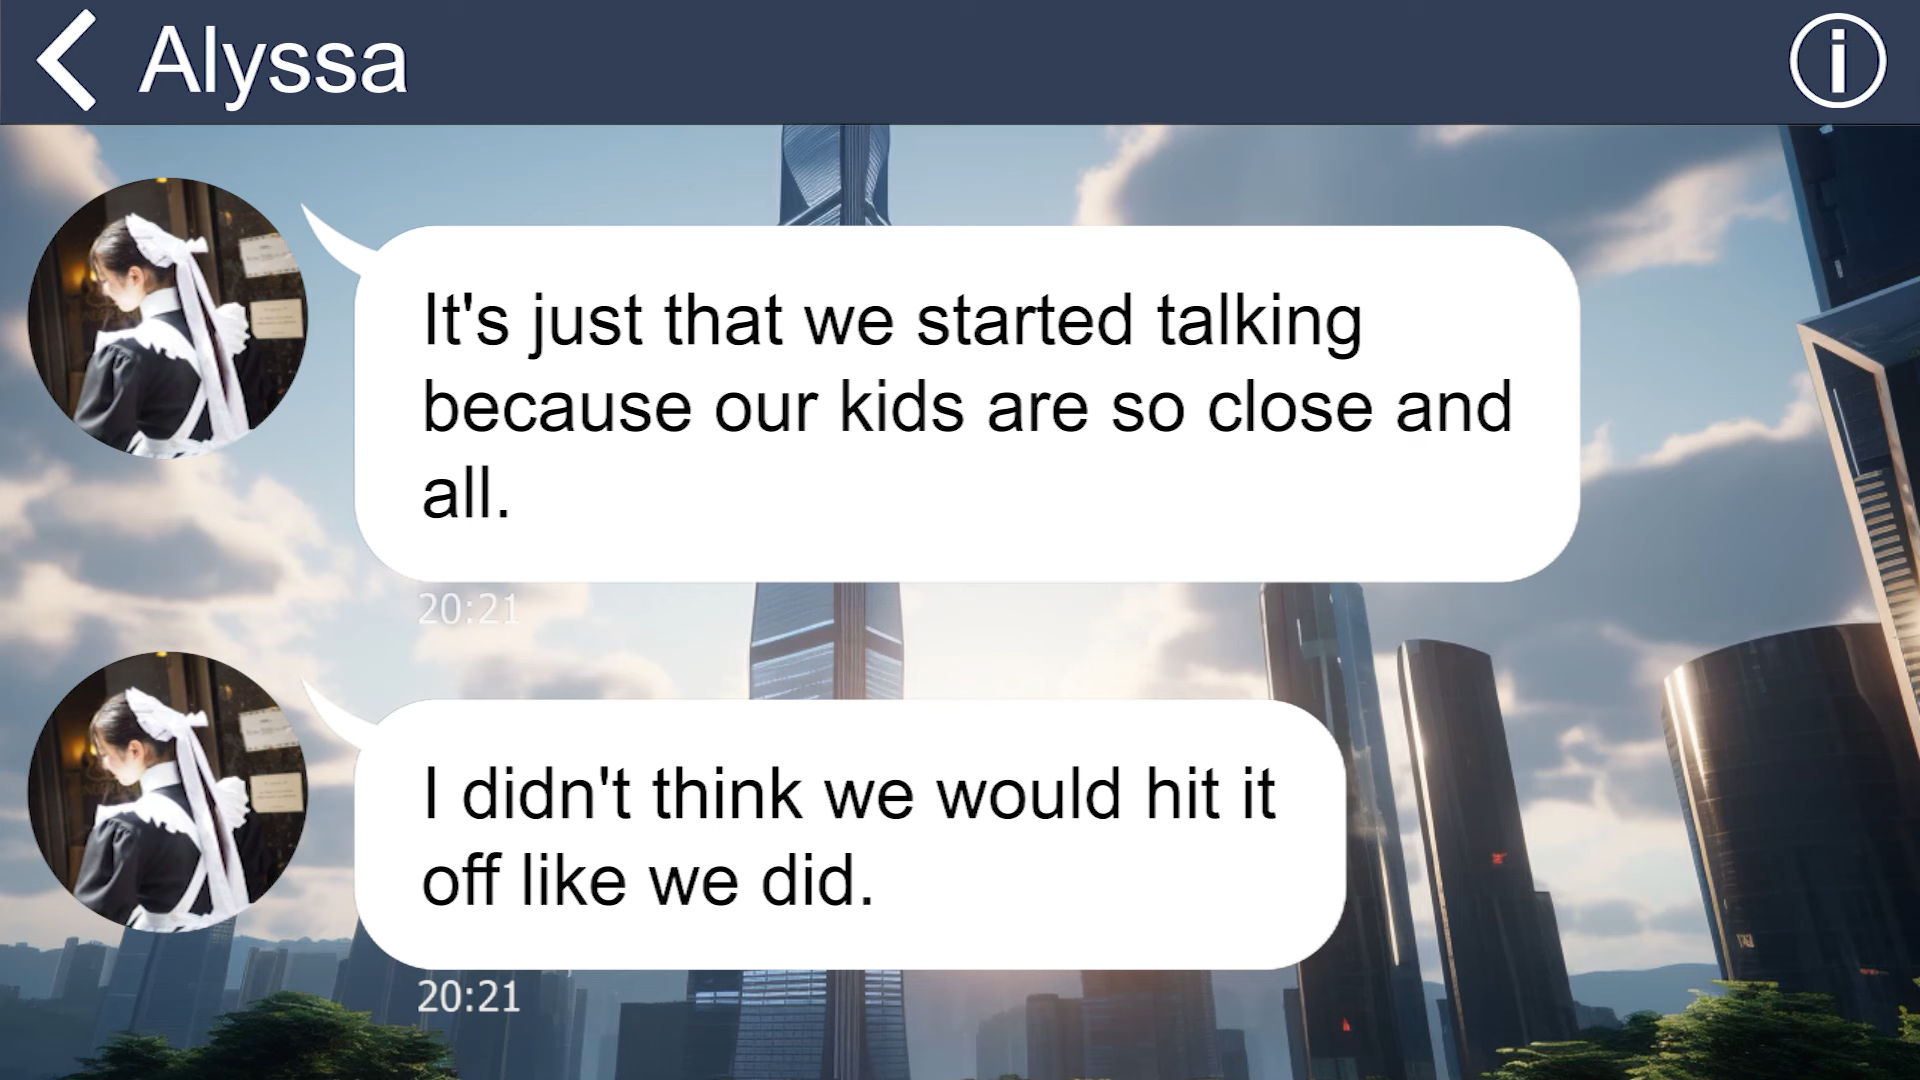 Alyssa
It's just that we started talking
because our kids are so close and
all.
20:21
I didn't think we would hit it
off like we did.
20:21